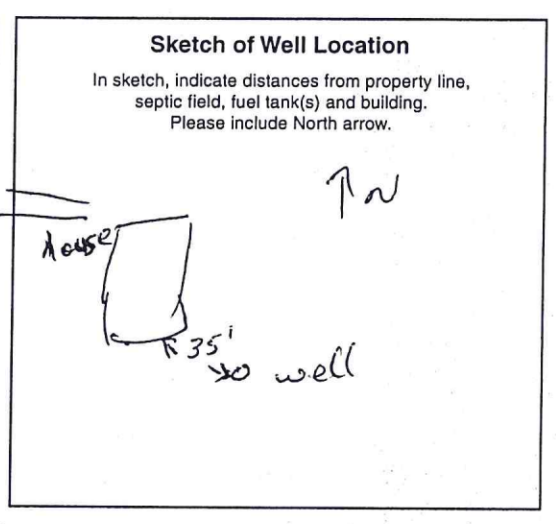 Sketch of Well Location
In sketch, indicate distances from property line,
septic field, fuel tank(s) and building.
Please include North arrow.
N
House
35'
well